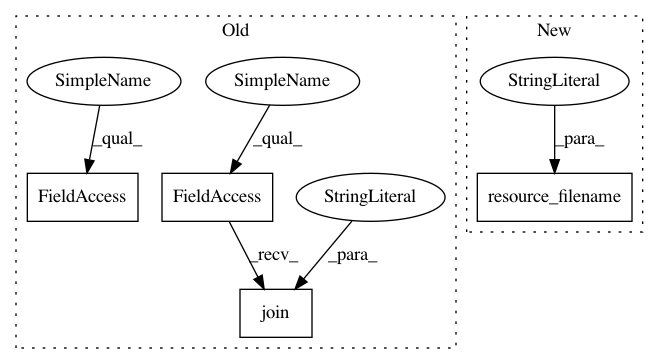 Old
New
SimpleName
SimpleName
StringLiteral
_qual_
_qual_
_para_
FieldAccess
FieldAccess
StringLiteral
resource_filename
_recv_
_para_
join